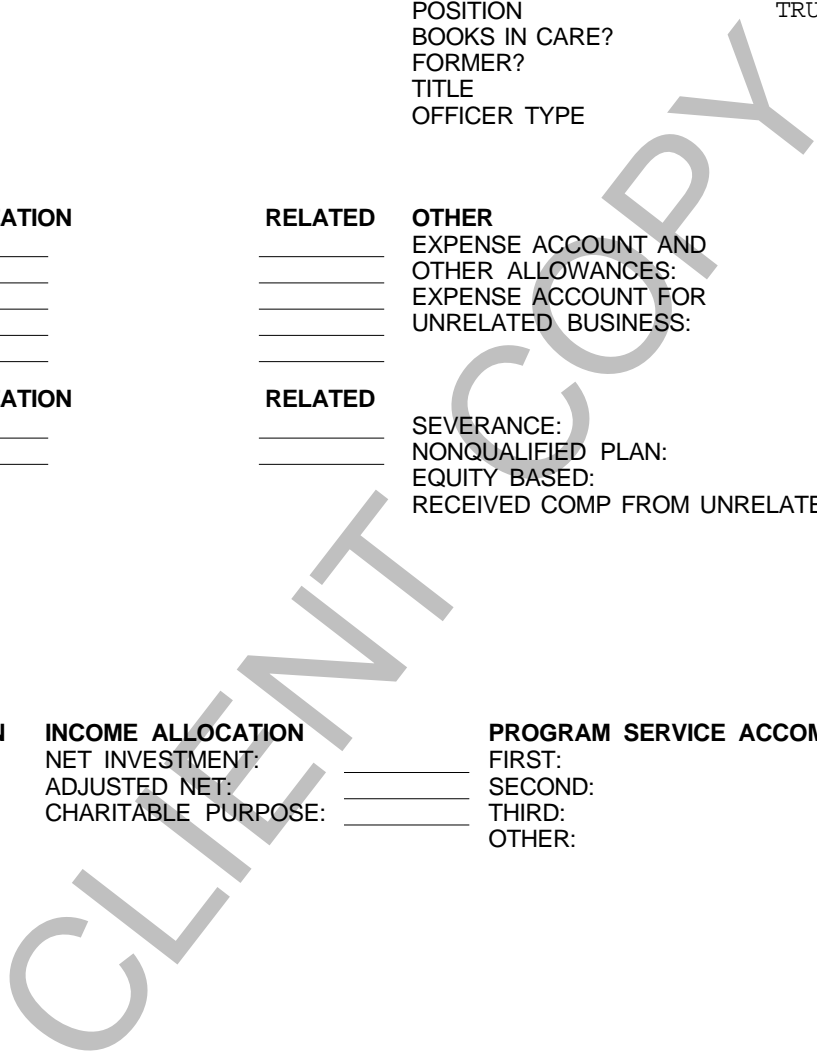 POSITION TRU
BOOKS IN CARE?
FORMER?
TITLE
OFFICER TYPE
ATION RELATED OTHER
EXPENSE ACCOUNT AND
OTHER ALLOWANCES:
EXPENSE ACCOUNT FOR
UNRELATED BUSINESS:
ATION RELATED
SEVERANCE:
NONQUALIFIED PLAN:
EQUITY BASED:
RECEIVED COMP FROM UNRELATE
N INCOME ALLOCATION PROGRAM SERVICE ACCOM
NET INVESTMENT: FIRST:
ADJUSTED NET: SECOND:
CHARITABLE PURPOSE: THIRD:
OTHER:
CLIENT COPY